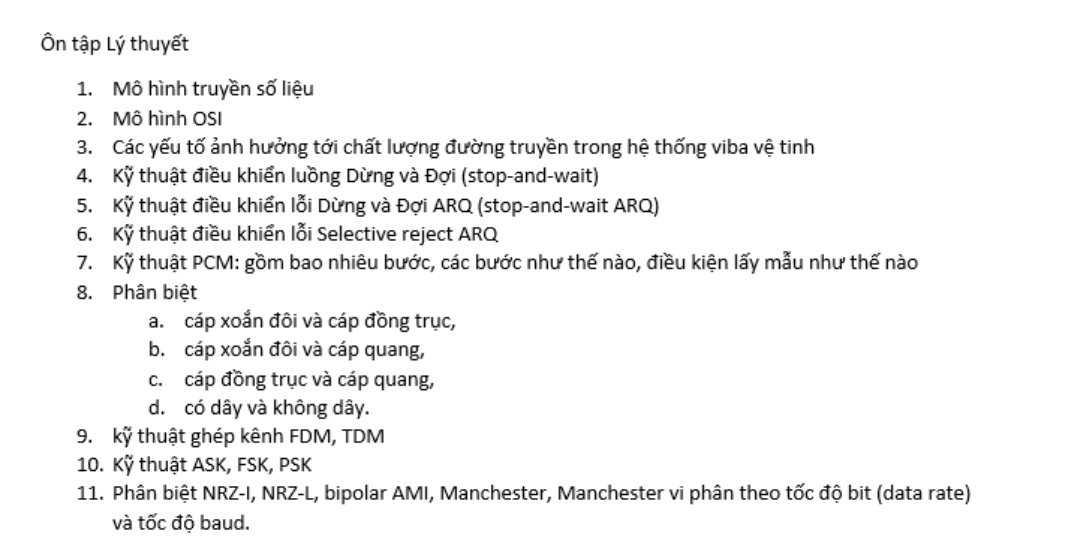 Ôn tập Lý thuyết
1. Mô hình truyền số liệu
2. Mô hình OSI
3. Các yếu tố ảnh hưởng tới chất lượng đường truyền trong hệ thống viba vệ tinh
4. Kỹ thuật điều khiển luồng Dừng và Đợi (stop-and-wait)
5. Kỹ thuật điều khiển lỗi Dừng và Đợi ARQ (stop-and-wait ARQ)
6. Kỹ thuật điều khiển lỗi Selective reject ARQ
7. Kỹ thuật PCM: gồm bao nhiêu bước, các bước như thế nào, điều kiện lấy mẫu như thế nào
8. Phân biệt
a. cáp xoắn đôi và cáp đồng trục,
b. cáp xoắn đôi và cáp quang,
c. cáp đồng trục và cáp quang,
d. có dây và không dây.
9. kỹ thuật ghép kênh FDM, TDM
10. Kỹ thuật ASK, FSK, PSK
11. Phân biệt NRZ-I, NRZ-L, bipolar AMI, Manchester, Manchester vi phân theo tốc độ bit (data rate)
và tốc độ baud.